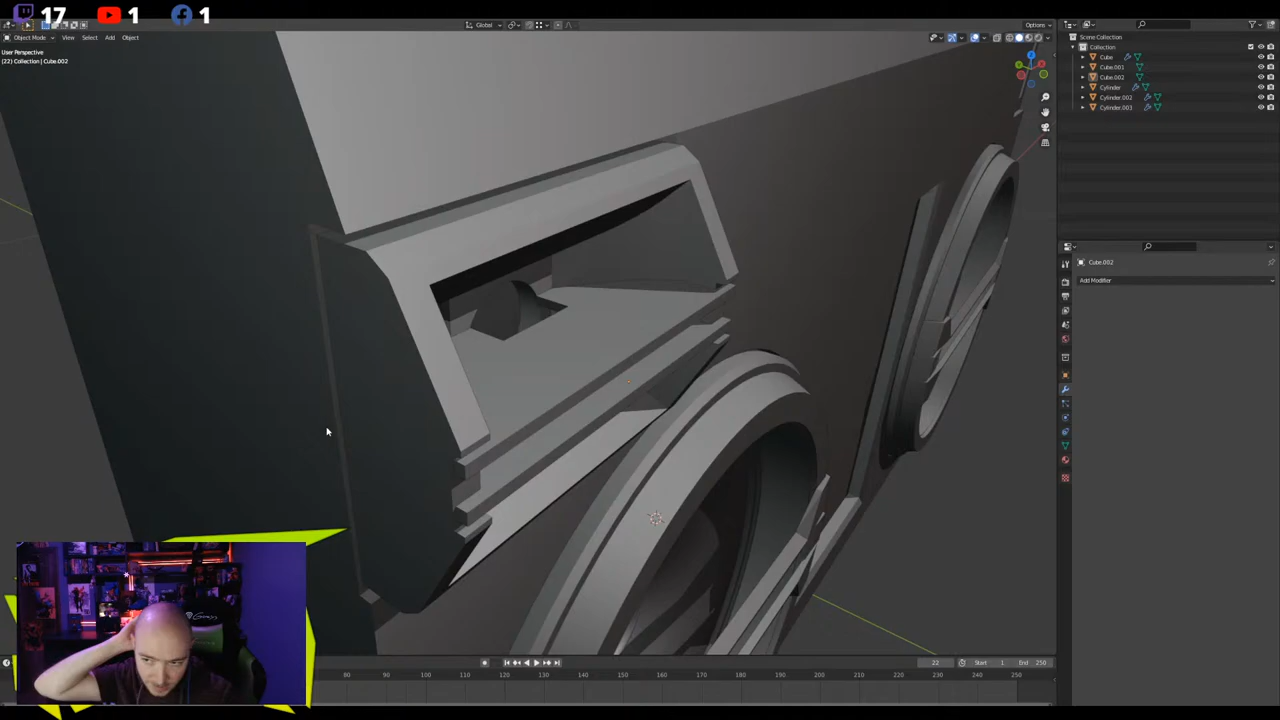 17 1 1
Global
Options
Object Mode View Select Add Object
User Perspective
(22) Collection | Cube.002
Scene Collection
Collection
Cube
Cube.001
Cube.002
Cylinder
Cylinder.002
Cylinder.003
Cube.002
Add Modifier
22 Start 1 End 250
80 90 100 110 120 130 140 150 160 170 180 190 200 210 220 230 240 250